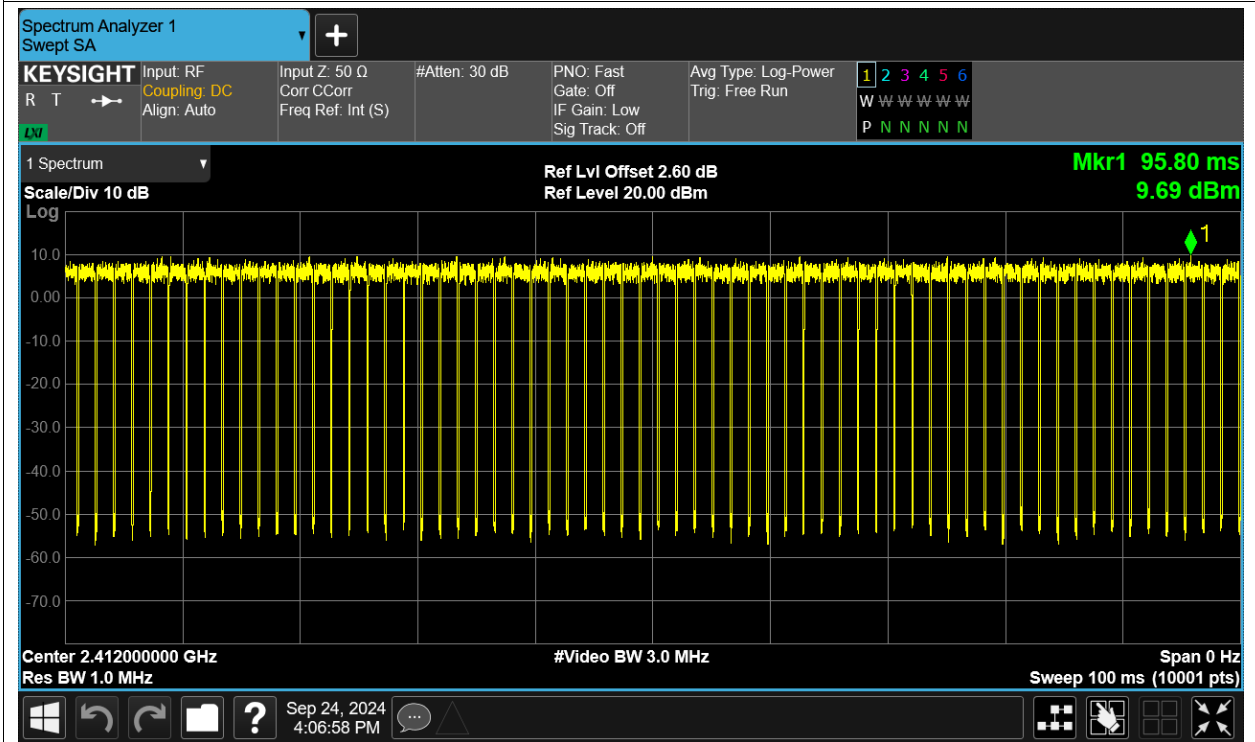 Spectrum Analyzer 1
Swept SA
+
KEYSIGHT
R T
LXI
Input: RF
Coupling: DC
Align: Auto
Input Z: 50 Ω
Corr CCorr
Freq Ref: Int (S)
#Atten: 30 dB
PNO: Fast
Gate: Off
IF Gain: Low
Sig Track: Off
Avg Type: Log-Power
Trig: Free Run
1 2 3 4 5 6
W W W W W W
P N N N N N
1 Spectrum
Scale/Div 10 dB
Log
Ref Lvl Offset 2.60 dB
Ref Level 20.00 dBm
Mkr1 95.80 ms
9.69 dBm
1
10.0
0.00
-10.0
-20.0
-30.0
-40.0
-50.0
-60.0
-70.0
Center 2.412000000 GHz
Res BW 1.0 MHz
#Video BW 3.0 MHz
Span 0 Hz
Sweep 100 ms (10001 pts)
?
Sep 24, 2024
4:06:58 PM